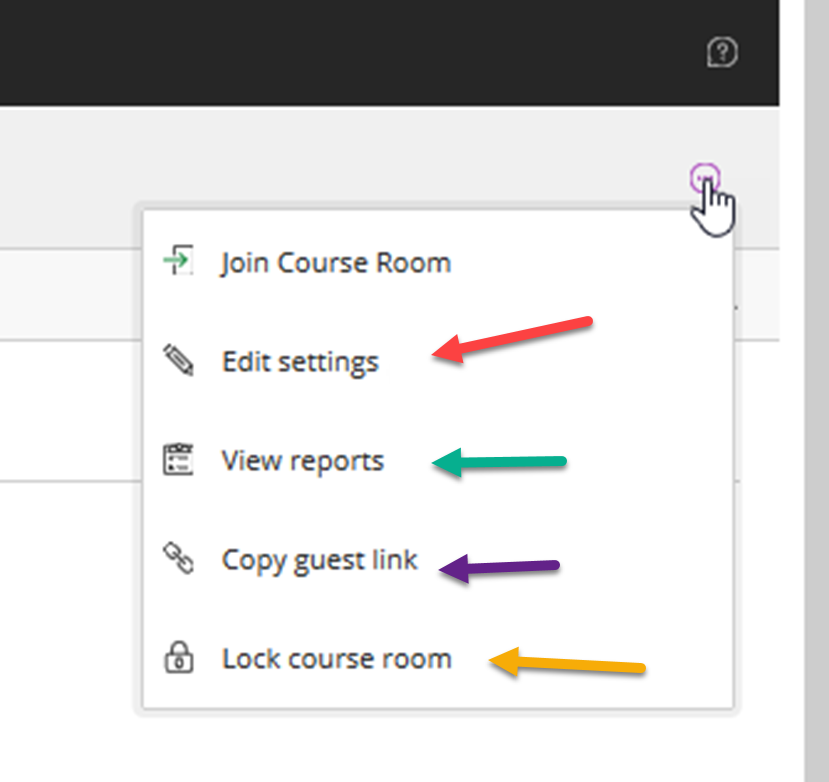 Join Course Room
Edit settings
View reports
Copy guest link
Lock course room